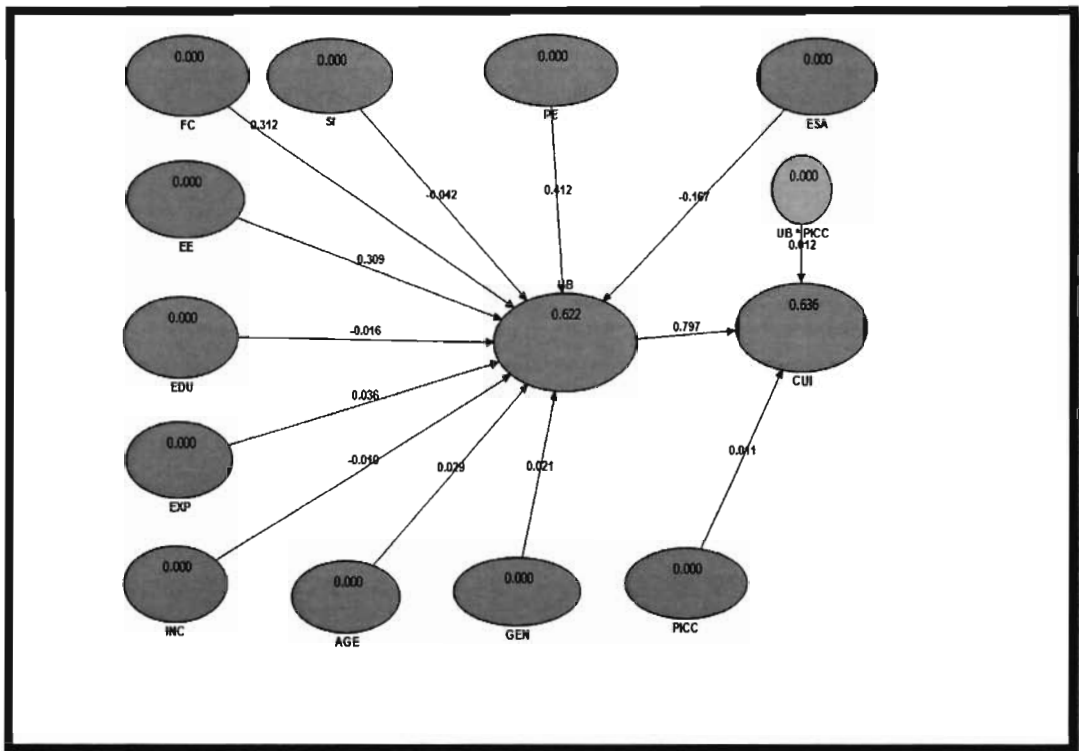 0.000
0.000
0.000
0.000
FC
SI
PE
ESA
0.312
0.000
-0.042
0.412
-0.167
0.000
EE
UB * PICC
0.012
0.309
UB
0.000
0.622
0.636
-0.016
0.797
EDU
CUI
0.036
0.000
-0.010
0.029
0.021
0.011
EXP
0.000
0.000
0.000
0.000
INC
AGE
GEN
PICC